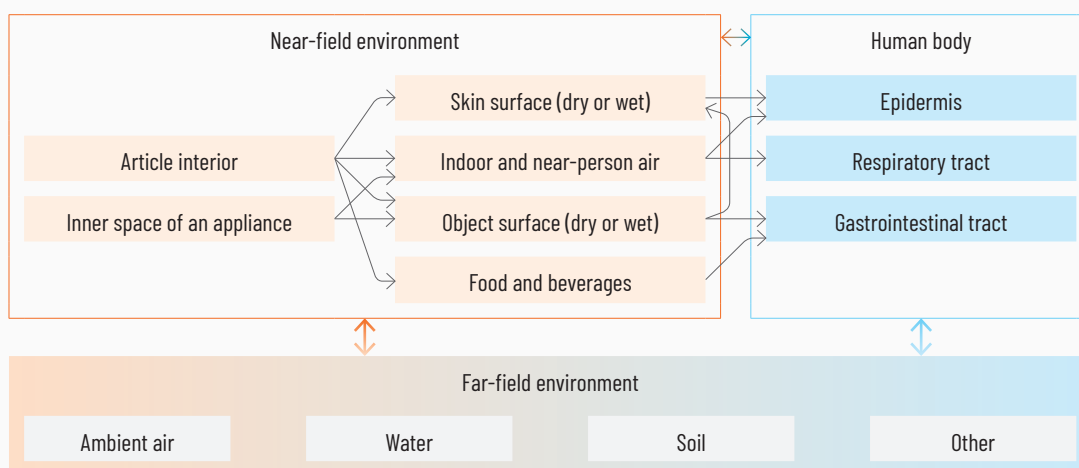 Near-field environment
Human body
Skin surface (dry or wet)
Epidermis
Article interior
Indoor and near-person air
Respiratory tract
Inner space of an appliance
Object surface (dry or wet)
Gastrointestinal tract
Food and beverages
Far-field environment
Ambient air
Water
Soil
Other